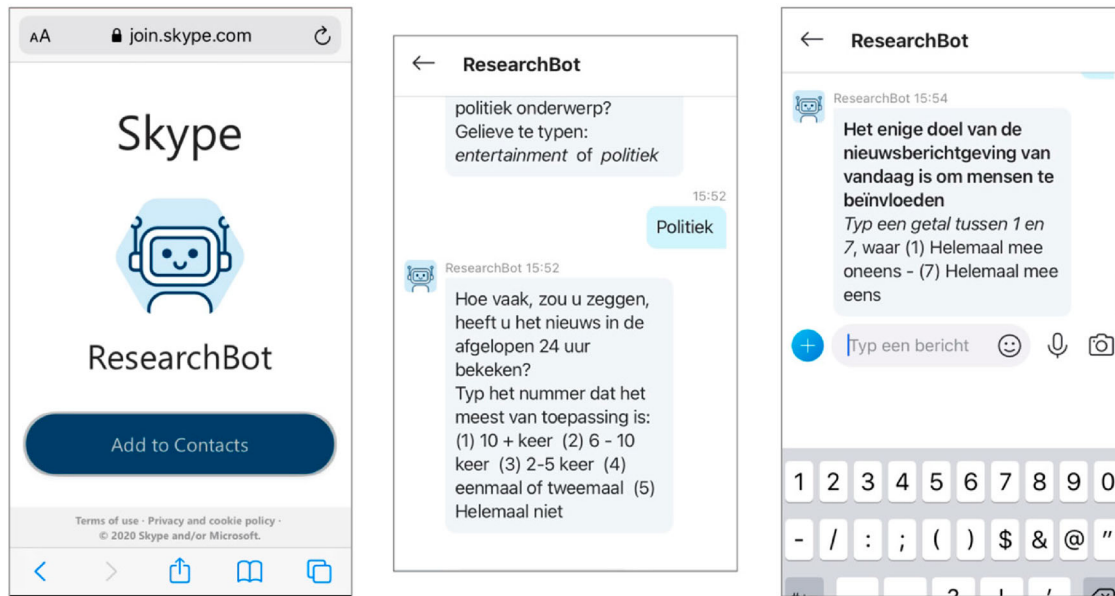 AA join.skype.com
Skype
ResearchBot
Add to Contacts
Terms of use · Privacy and cookie policy ·
© 2020 Skype and/or Microsoft.
ResearchBot
politiek onderwerp?
Gelieve te typen:
entertainment of politiek
15:52
Politiek
ResearchBot 15:52
Hoe vaak, zou u zeggen,
heeft u het nieuws in de
afgelopen 24 uur
bekeken?
Typ het nummer dat het
meest van toepassing is:
(1) 10 + keer (2) 6 - 10
keer (3) 2-5 keer (4)
eenmaal of tweemaal (5)
Helemaal niet
ResearchBot
ResearchBot 15:54
Het enige doel van de
nieuwsberichtgeving van
vandaag is om mensen te
beïnvloeden
Typ een getal tussen 1 en
7, waar (1) Helemaal mee
oneens - (7) Helemaal mee
eens
Typ een bericht
1 2 3 4 5 6 7 8 9 0
- / : ; ( ) $ & @ "